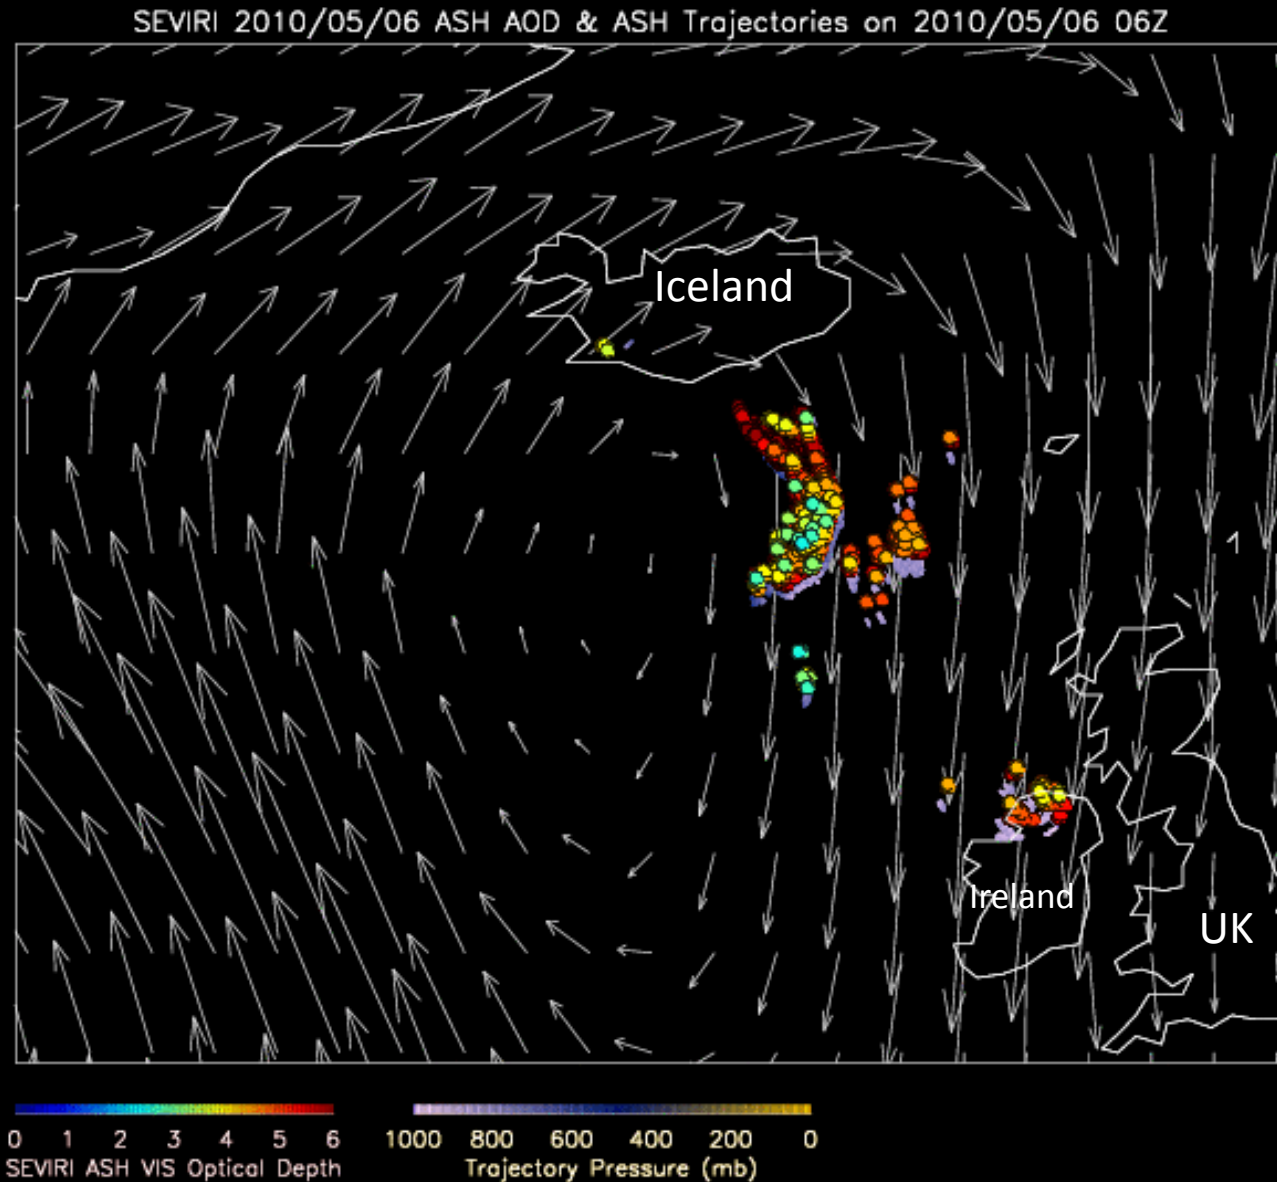 SEVIRI 2010/05/06 ASH AOD & ASH Trajectories on 2010/05/06 06Z
Iceland
Ireland
UK
0 1 2 3 4 5 6
SEVIRI ASH VIS Optical Depth
1000 800 600 400 200 0
Trajectory Pressure (mb)